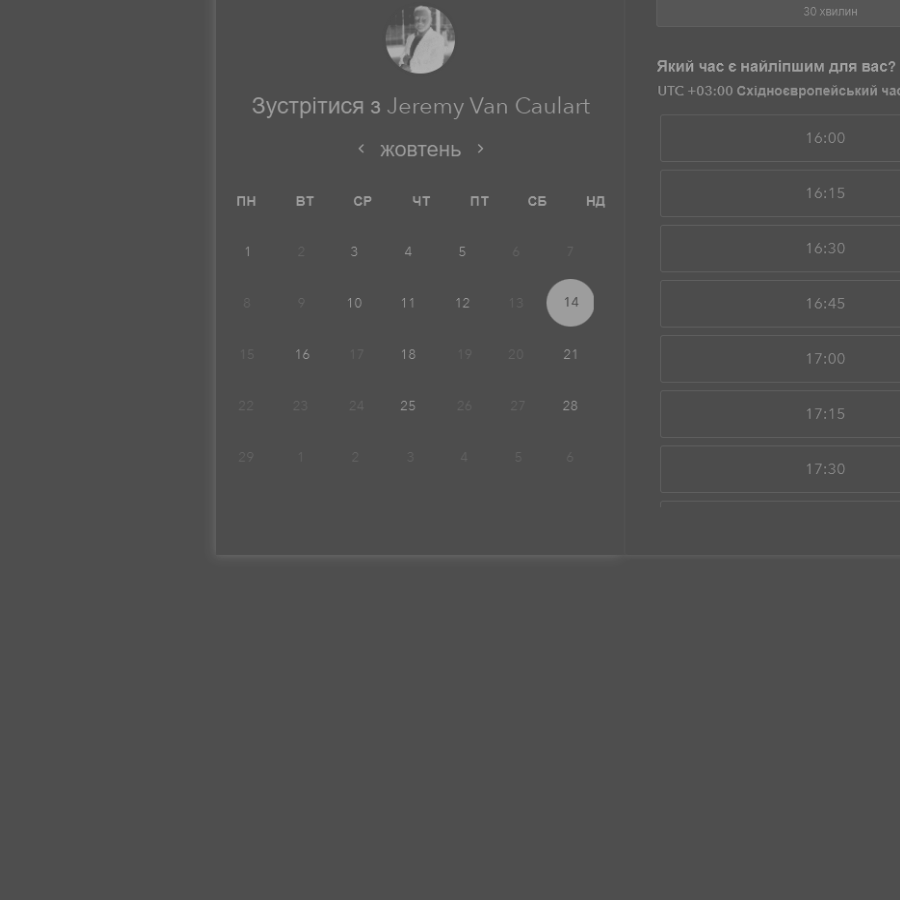 Зустрітися з Jeremy Van Caulart
< жовтень >
ПН ВТ СР ЧТ ПТ СБ НД
1 2 3 4 5 6 7
8 9 10 11 12 13 14
15 16 17 18 19 20 21
22 23 24 25 26 27 28
29 1 2 3 4 5 6
30 хвилин
Який час є найліпшим для вас?
UTC +03:00 Східноєвропейський час
16:00
16:15
16:30
16:45
17:00
17:15
17:30